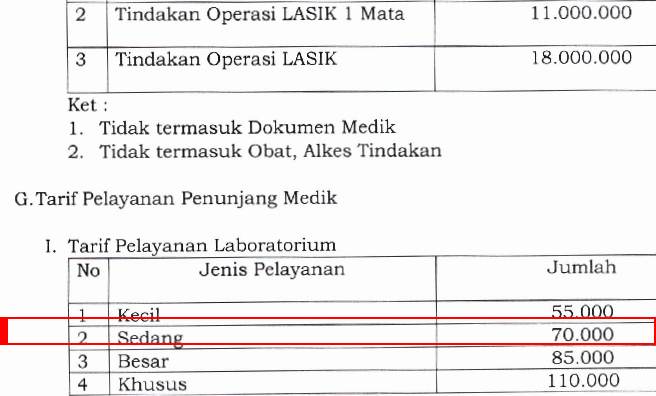 2 Tindakan Operasi LASIK 1 Mata 11.000.000
3 Tindakan Operasi LASIK 18.000.000
Ket :
1. Tidak termasuk Dokumen Medik
2. Tidak termasuk Obat, Alkes Tindakan
G.Tarif Pelayanan Penunjang Medik
I. Tarif Pelayanan Laboratorium
No Jenis Pelayanan Jumlah
1 Kecil 55.000
2 Sedang 70.000
3 Besar 85.000
4 Khusus 110.000